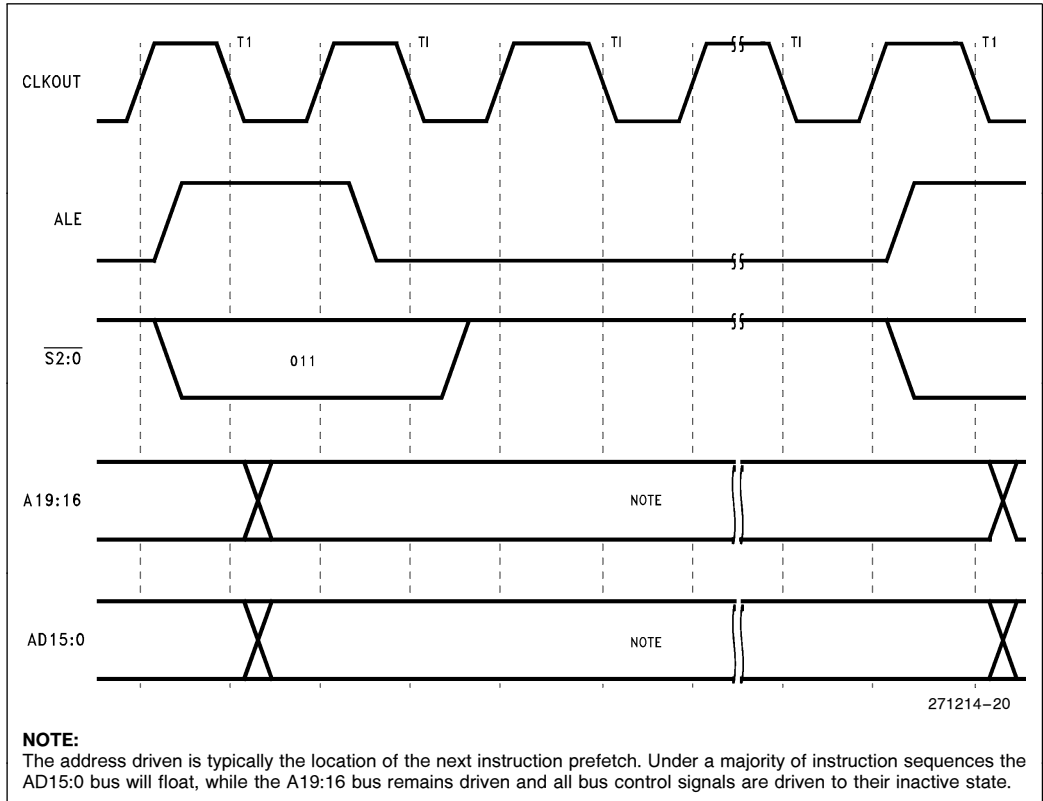 T1 TI TI TI T1
CLKOUT
ALE
S2:0
011
A19:16
NOTE
AD15:0
NOTE
271214–20
NOTE:
The address driven is typically the location of the next instruction prefetch. Under a majority of instruction sequences the
AD15:0 bus will float, while the A19:16 bus remains driven and all bus control signals are driven to their inactive state.